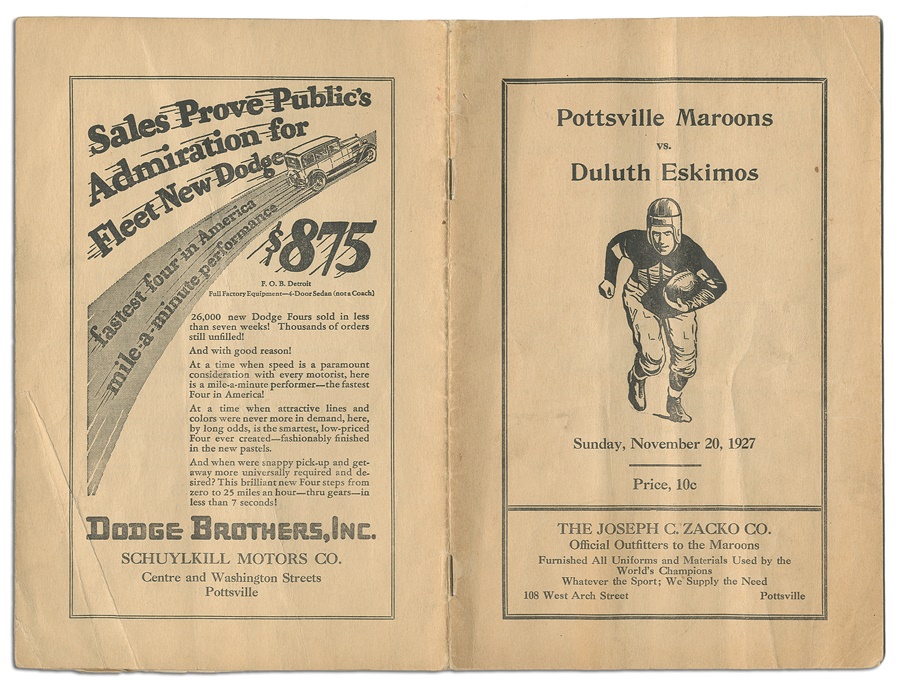 Sales Prove Public's
Admiration for
Fleet New Dodge
fastest four in America
mile-a-minute performance
$875
F. O. B. Detroit
Full Factory Equipment—4-Door Sedan (not a Coach)
26,000 new Dodge Fours sold in less
than seven weeks! Thousands of orders
still unfilled!
And with good reason!
At a time when speed is a paramount
consideration with every motorist, here
is a mile-a-minute performer—the fastest
Four in America!
At a time when attractive lines and
colors were never more in demand, here,
by long odds, is the smartest, low-priced
Four ever created—fashionably finished
in the new pastels.
And when were snappy pick-up and get-
away more universally required and de-
sired? This brilliant new Four steps from
zero to 25 miles an hour—thru gears—in
less than 7 seconds!
DODGE BROTHERS, INC.
SCHUYLKILL MOTORS CO.
Centre and Washington Streets
Pottsville
Pottsville Maroons
vs.
Duluth Eskimos
Sunday, November 20, 1927
Price, 10c
THE JOSEPH C. ZACKO CO.
Official Outfitters to the Maroons
Furnished All Uniforms and Materials Used by the
World's Champions
Whatever the Sport; We Supply the Need
108 West Arch Street Pottsville